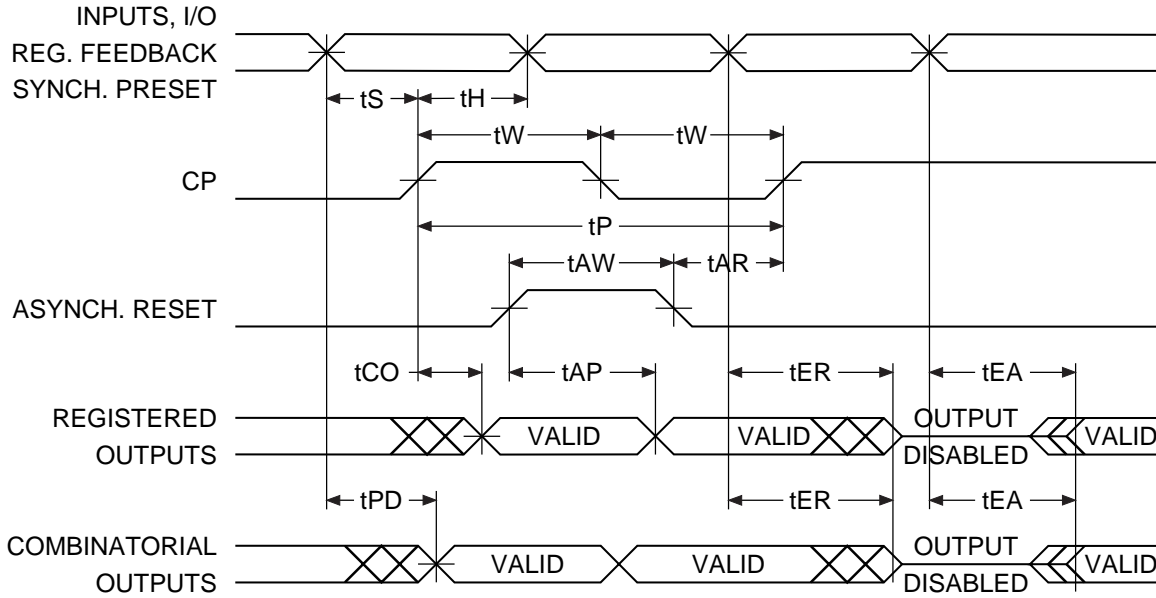 INPUTS, I/O
REG. FEEDBACK
SYNCH. PRESET
tS tH
tW tW
CP
tP
tAW tAR
ASYNCH. RESET
tCO tAP tER tEA
REGISTERED OUTPUT
VALID VALID VALID
OUTPUTS DISABLED
tPD tER tEA
COMBINATORIAL OUTPUT
VALID VALID VALID
OUTPUTS DISABLED